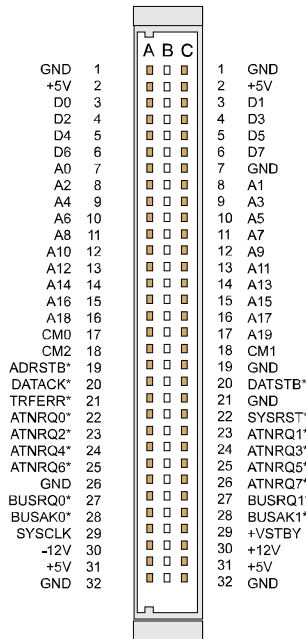 A B C
GND 1 1 GND
+5V 2 2 +5V
D0 3 3 D1
D2 4 4 D3
D4 5 5 D5
D6 6 6 D7
A0 7 7 GND
A2 8 8 A1
A4 9 9 A3
A6 10 10 A5
A8 11 11 A7
A10 12 12 A9
A12 13 13 A11
A14 14 14 A13
A16 15 15 A15
A18 16 16 A17
CM0 17 17 A19
CM2 18 18 CM1
ADRSTB* 19 19 GND
DATACK* 20 20 DATSTB*
TRFERR* 21 21 GND
ATNRQ0* 22 22 SYSRST*
ATNRQ2* 23 23 ATNRQ1*
ATNRQ4* 24 24 ATNRQ3*
ATNRQ6* 25 25 ATNRQ5*
GND 26 26 ATNRQ7*
BUSRQ0* 27 27 BUSRQ1*
BUSAK0* 28 28 BUSAK1*
SYSCLK 29 29 +VSTBY
-12V 30 30 +12V
+5V 31 31 +5V
GND 32 32 GND